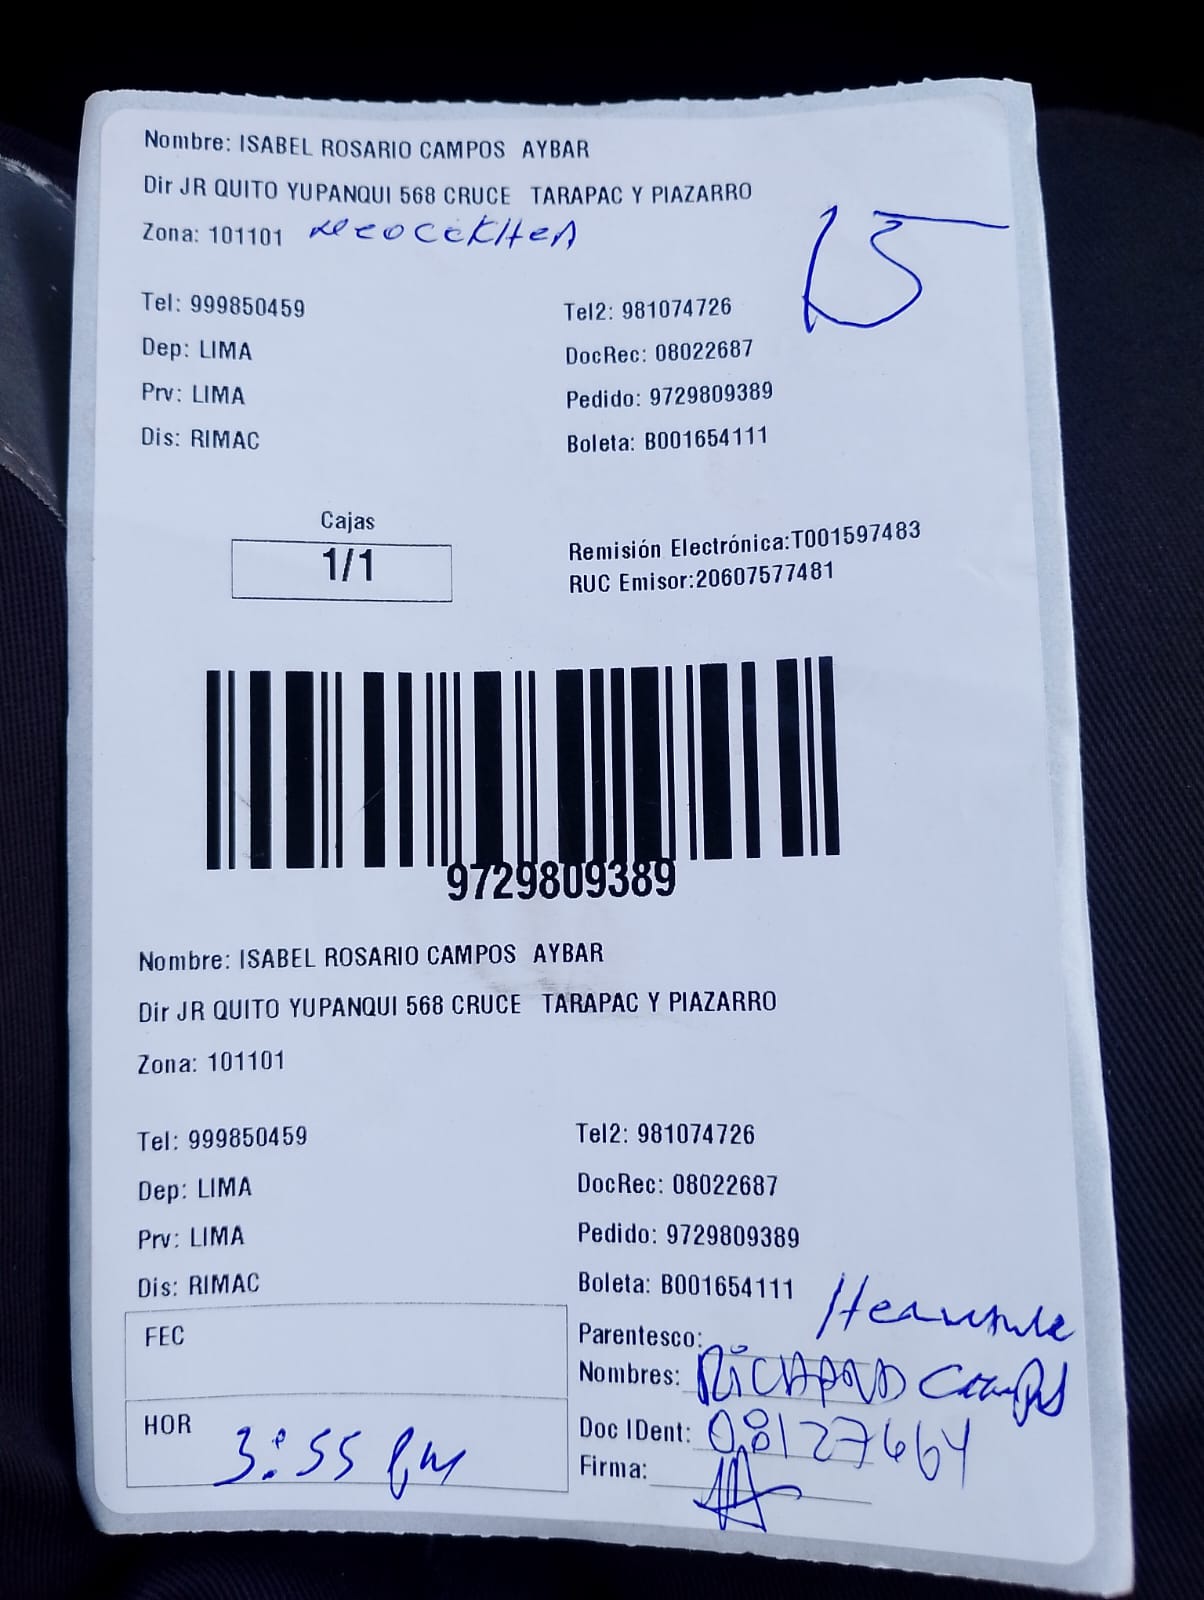 Nombre: ISABEL ROSARIO CAMPOS AYBAR
Dir JR QUITO YUPANQUI 568 CRUCE TARAPAC Y PIAZARRO
Zona: 101101
15
Tel: 999850459 Tel2: 981074726
Dep: LIMA DocRec: 08022687
Prv: LIMA Pedido: 9729809389
Dis: RIMAC Boleta: B001654111
Cajas
1/1
Remisión Electrónica:T001597483
RUC Emisor:20607577481
9729809389
Nombre: ISABEL ROSARIO CAMPOS AYBAR
Dir JR QUITO YUPANQUI 568 CRUCE TARAPAC Y PIAZARRO
Zona: 101101
Tel: 999850459 Tel2: 981074726
Dep: LIMA DocRec: 08022687
Prv: LIMA Pedido: 9729809389
Dis: RIMAC Boleta: B001654111
FEC
Parentesco:
Nombres: RICHARD Campos
HOR 3:55 pm
Doc IDent: 08127664
Firma: